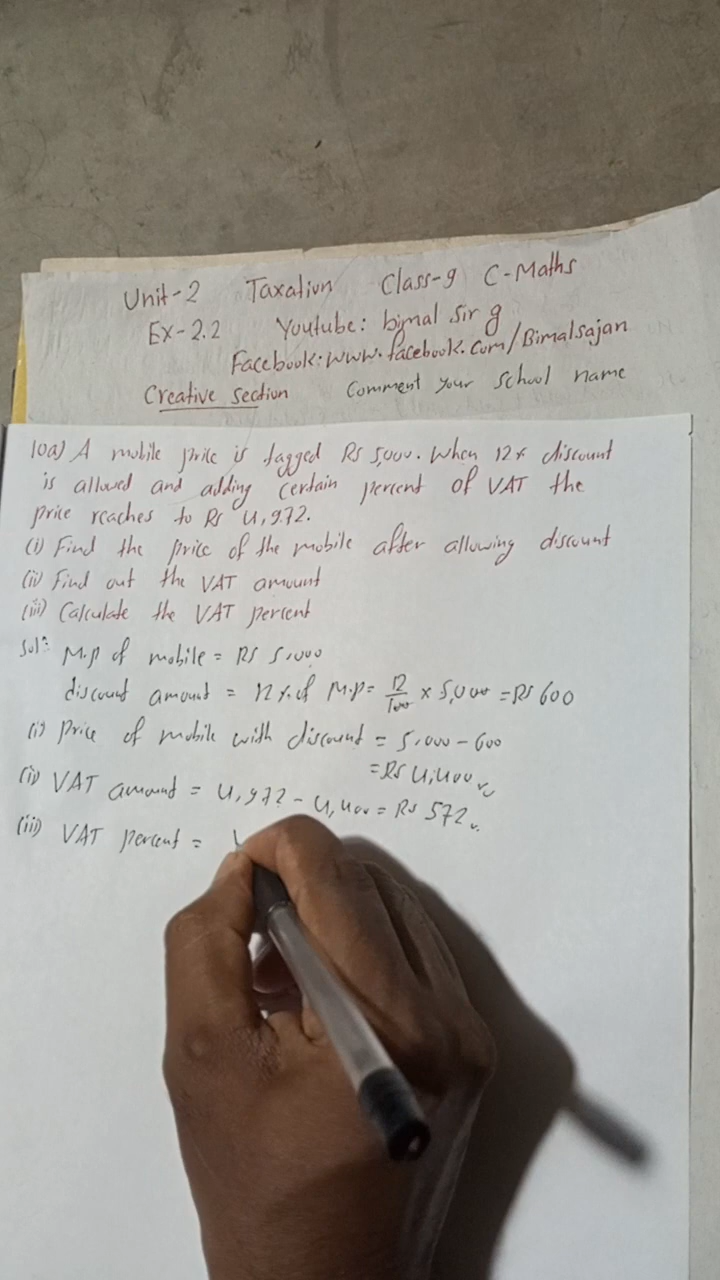 Unit-2 Taxation Class-9 C-Maths
Ex-2.2 Youtube: bimal sir g
Facebook: www.facebook.com/Bimalsajan
Creative section Comment your school name
10a) A mobile price is tagged Rs 5,000. When 12% discount
is allowed and adding certain percent of VAT the
price reaches to Rs 4,972.
(i) Find the price of the mobile after allowing discount
(ii) Find out the VAT amount
(iii) Calculate the VAT percent
Solⁿ: M.p of mobile = RS 5,000
discount amount = 12% of M.p = 12/100 × 5,000 = Rs 600
(i) Price of mobile with discount = 5,000 - 600
= Rs 4,400
(ii) VAT amount = 4,972 - 4,400 = Rs 572
(iii) VAT percent =